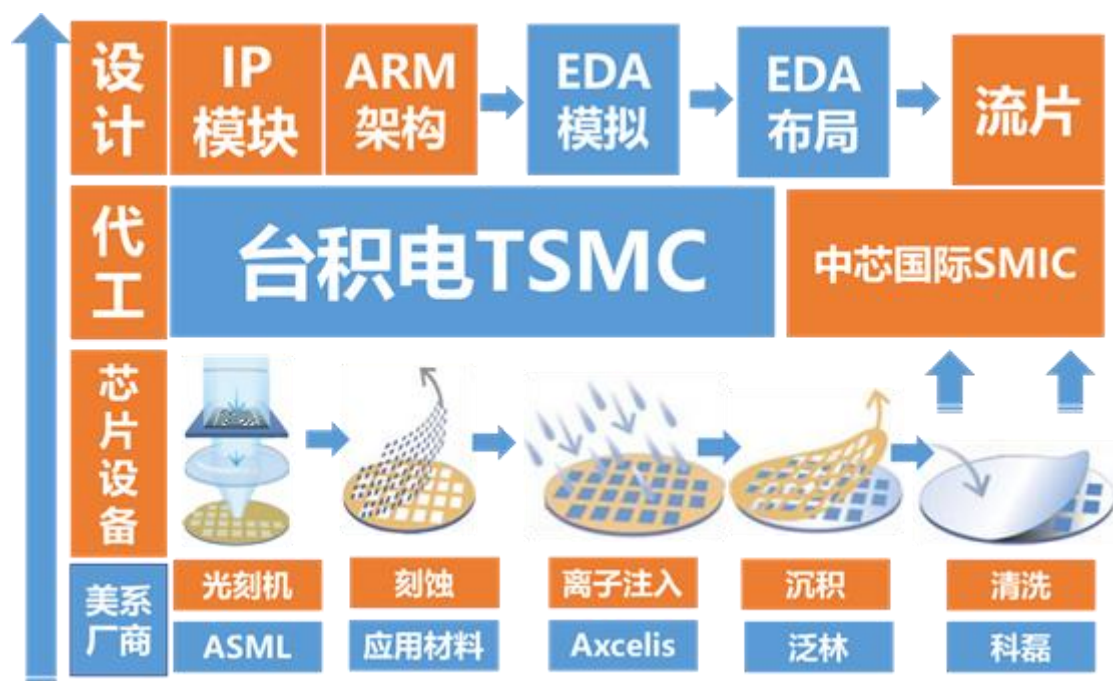 设计
IP
模块
ARM
架构
EDA
模拟
EDA
布局
流片
代工
台积电TSMC
中芯国际SMIC
芯片设备
光刻机
刻蚀
离子注入
沉积
清洗
美系
厂商
ASML
应用材料
Axcelis
泛林
科磊